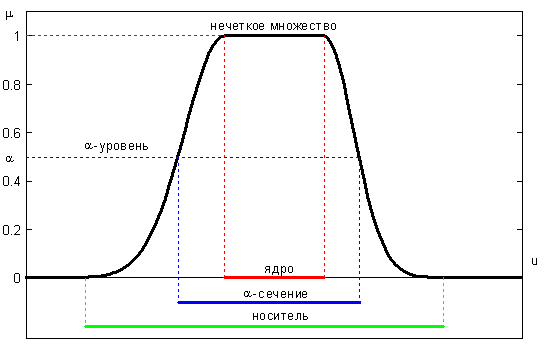 μ
нечеткое множество
1
0.8
0.6
α-уровень
α
0.4
0.2
u
ядро
0
α-сечение
носитель